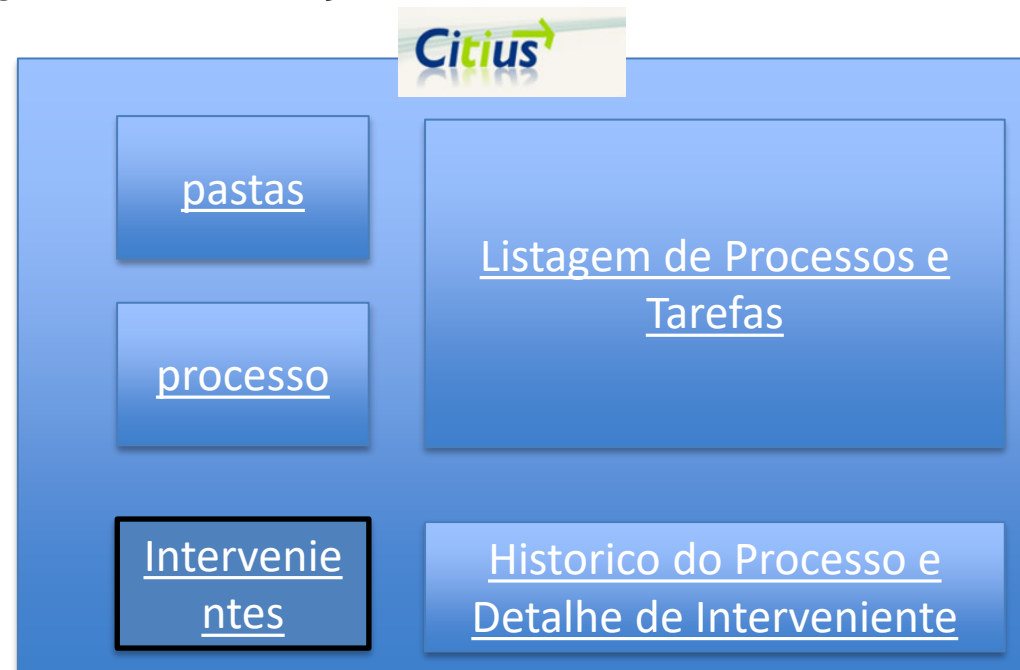 Citius
pastas
Listagem de Processos e
Tarefas
processo
Intervenie
ntes
Historico do Processo e
Detalhe de Interveniente